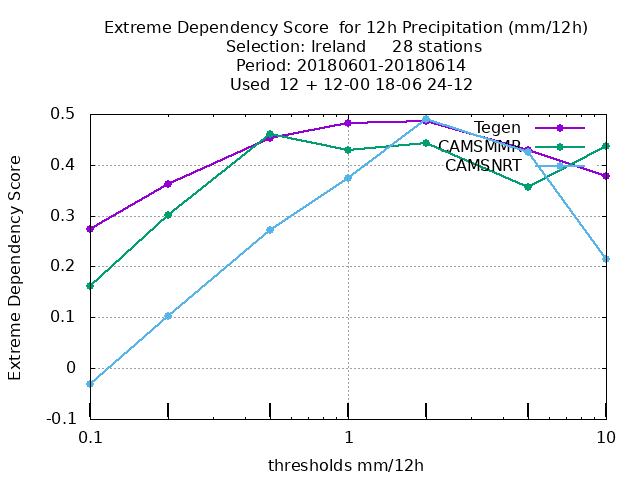 Extreme Dependency Score  for 12h Precipitation (mm/12h)
Selection: Ireland     28 stations
Period: 20180601-20180614
Used  12 + 12-00 18-06 24-12
Extreme Dependency Score
0.5
0.4
0.3
0.2
0.1
0
-0.1
Tegen
CAMSMMR
CAMSNRT
0.1
1
10
thresholds mm/12h